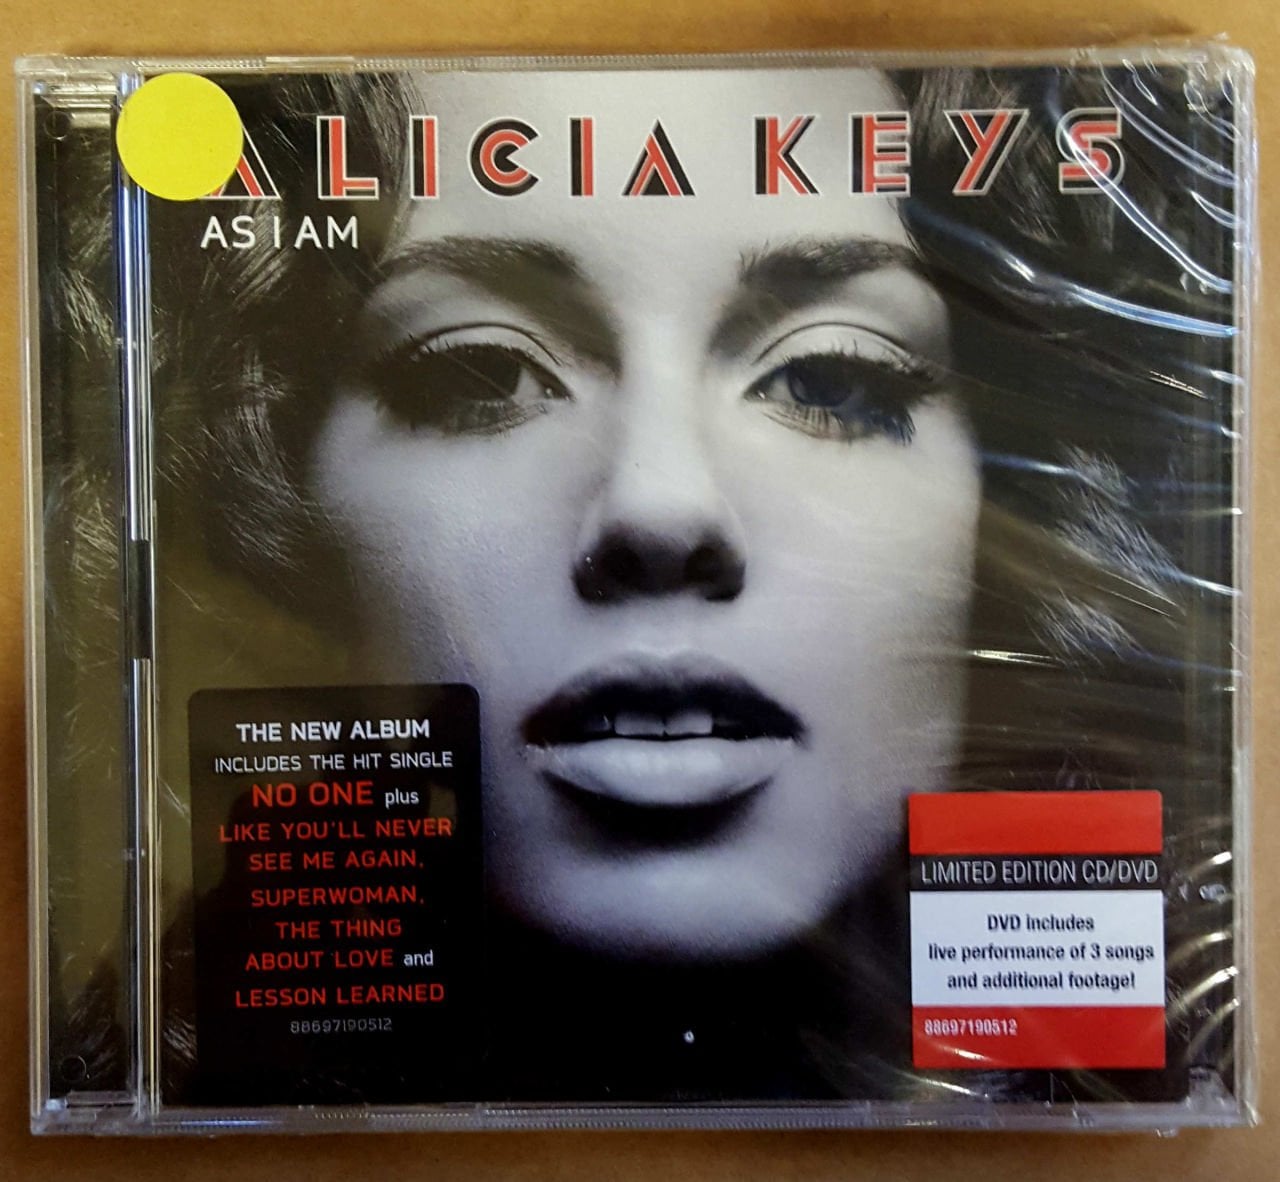 ALICIA KEYS
AS I AM
THE NEW ALBUM
INCLUDES THE HIT SINGLE
NO ONE plus
LIKE YOU'LL NEVER
SEE ME AGAIN,
SUPERWOMAN,
THE THING
ABOUT LOVE and
LESSON LEARNED
88697190512
LIMITED EDITION CD/DVD
DVD includes
live performance of 3 songs
and additional footage!
88697190512